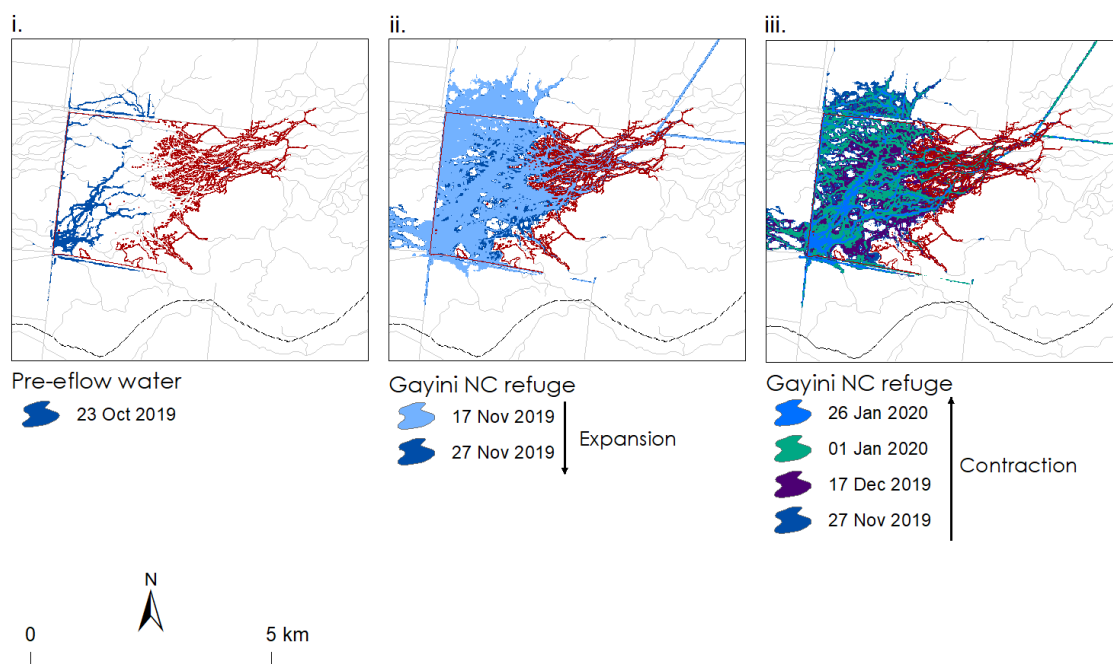 i.
ii.
iii.
Pre-eflow water
23 Oct 2019
Gayini NC refuge
17 Nov 2019
27 Nov 2019
Expansion
Gayini NC refuge
26 Jan 2020
01 Jan 2020
17 Dec 2019
27 Nov 2019
Contraction
N
0 5 km